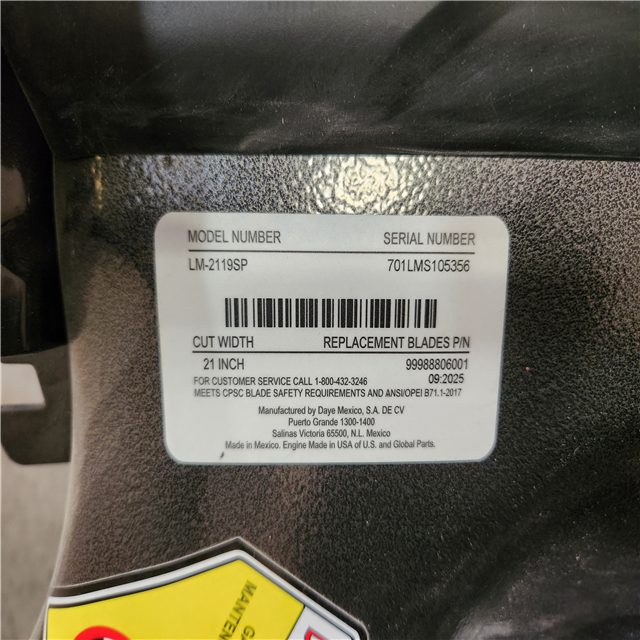 MODEL NUMBER SERIAL NUMBER
LM-2119SP 701LMS105356
CUT WIDTH REPLACEMENT BLADES P/N
21 INCH 99988806001
FOR CUSTOMER SERVICE CALL 1-800-432-3246 09:2025
MEETS CPSC BLADE SAFETY REQUIREMENTS AND ANSI/OPEI B71.1-2017
Manufactured by Daye Mexico, S.A. DE CV
Puerto Grande 1300-1400
Salinas Victoria 65500, N.L. Mexico
Made in Mexico. Engine Made in USA of U.S. and Global Parts.